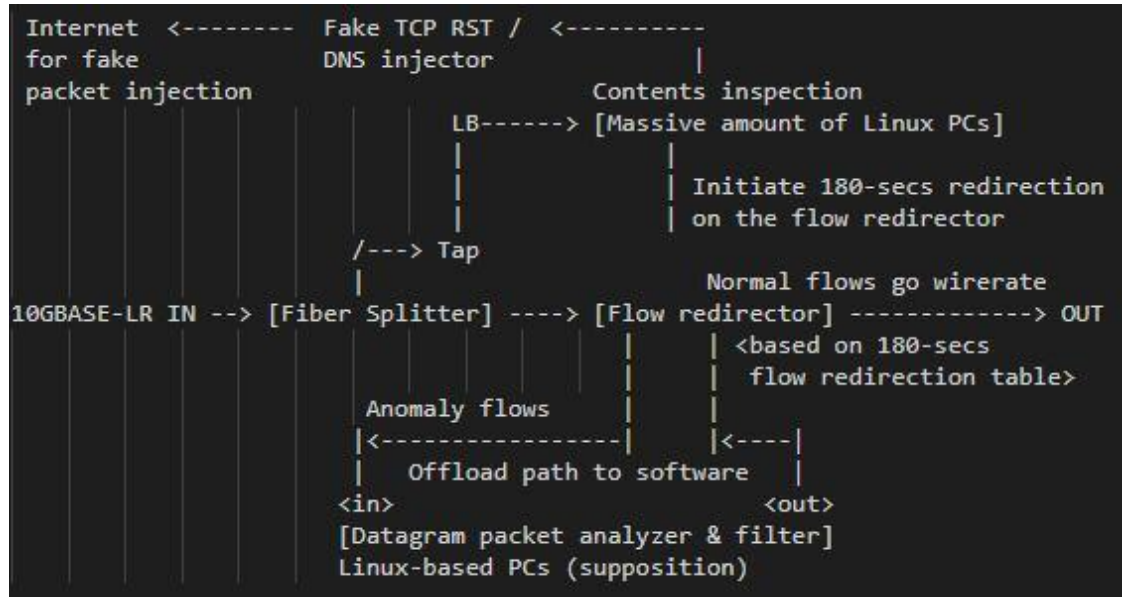 Internet <-------- Fake TCP RST / <----------
for fake DNS injector |
packet injection Contents inspection
LB------> [Massive amount of Linux PCs]
| |
| | Initiate 180-secs redirection
| | on the flow redirector
/---> Tap
| Normal flows go wirerate
10GBASE-LR IN --> [Fiber Splitter] ----> [Flow redirector] -------------> OUT
| | <based on 180-secs
| | flow redirection table>
Anomaly flows | |
|<-----------------| |<----|
| Offload path to software |
<in> <out>
[Datagram packet analyzer & filter]
Linux-based PCs (supposition)